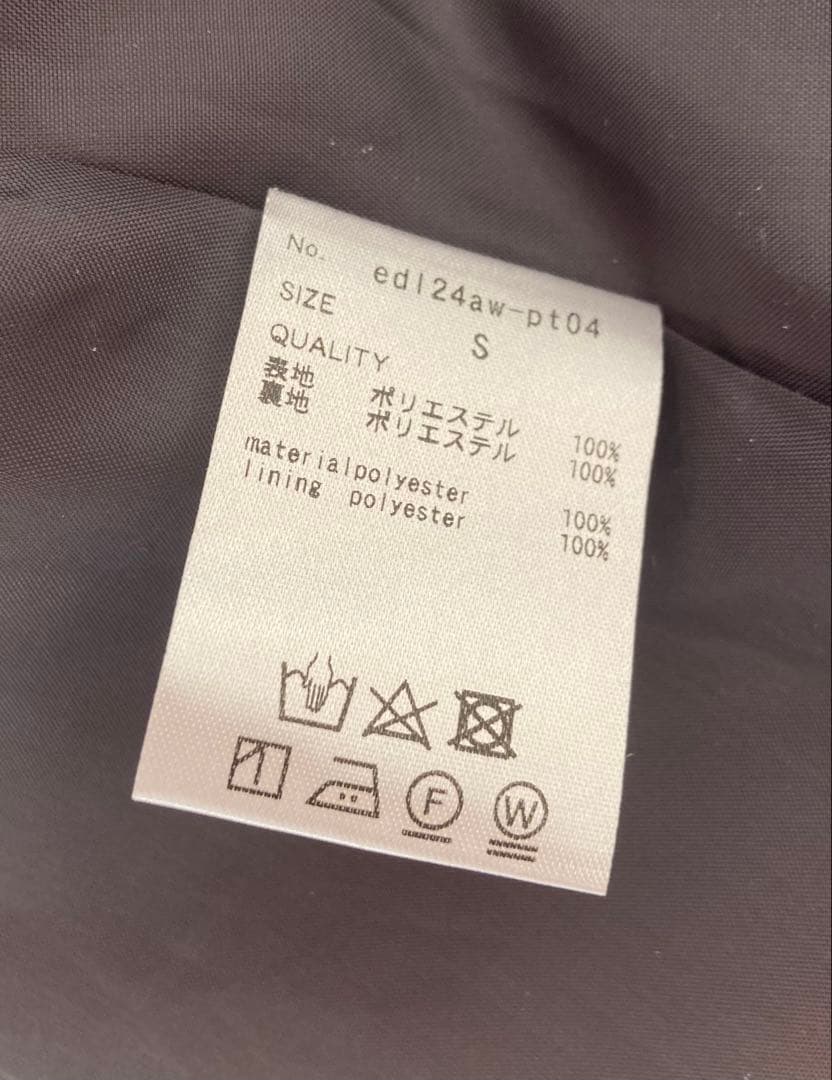 No. edl24aw-pt04
SIZE S
QUALITY
表地 ポリエステル 100%
裏地 ポリエステル 100%
materialpolyester 100%
lining polyester 100%
F
W